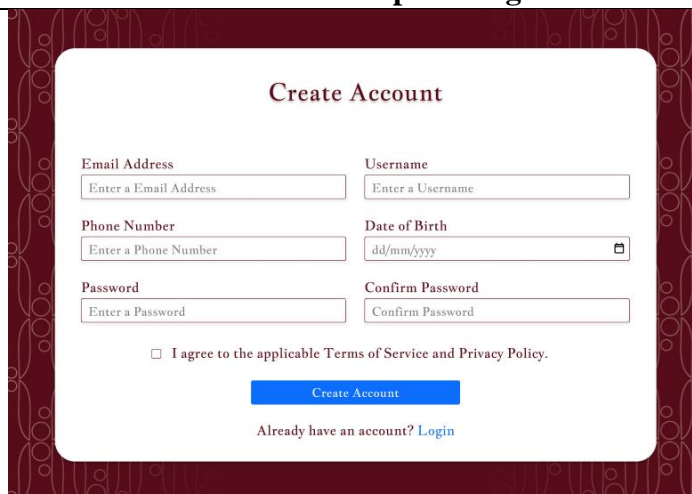 Create Account
Email Address Username
Enter a Email Address Enter a Username
Phone Number Date of Birth
Enter a Phone Number dd/mm/yyyy
Password Confirm Password
Enter a Password Confirm Password
I agree to the applicable Terms of Service and Privacy Policy.
Create Account
Already have an account? Login